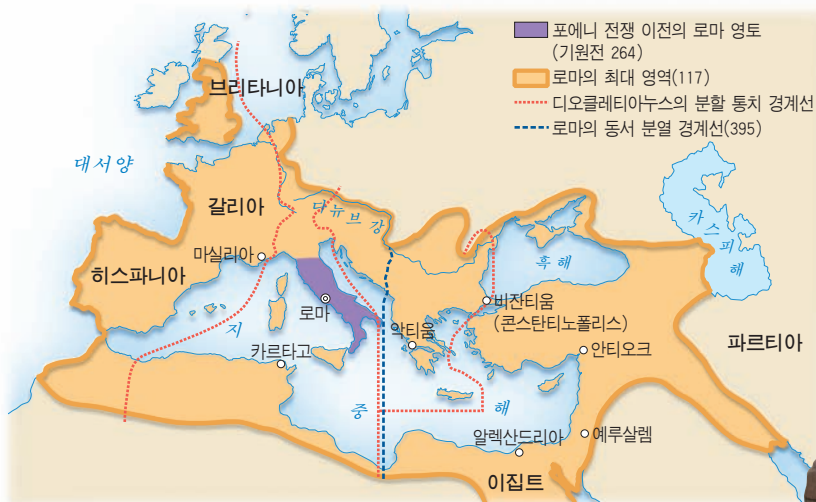 포에니 전쟁 이전의 로마 영토
(기원전 264)
로마의 최대 영역(117)
디오클레티아누스의 분할 통치 경계선
로마의 동서 분열 경계선(395)
브리타니아
대서양
갈리아
다뉴브강
카스피해
마실리아
흑해
히스파니아
로마
비잔티움
(콘스탄티노폴리스)
악티움
파르티아
안티오크
카르타고
지중해
알렉산드리아
예루살렘
이집트